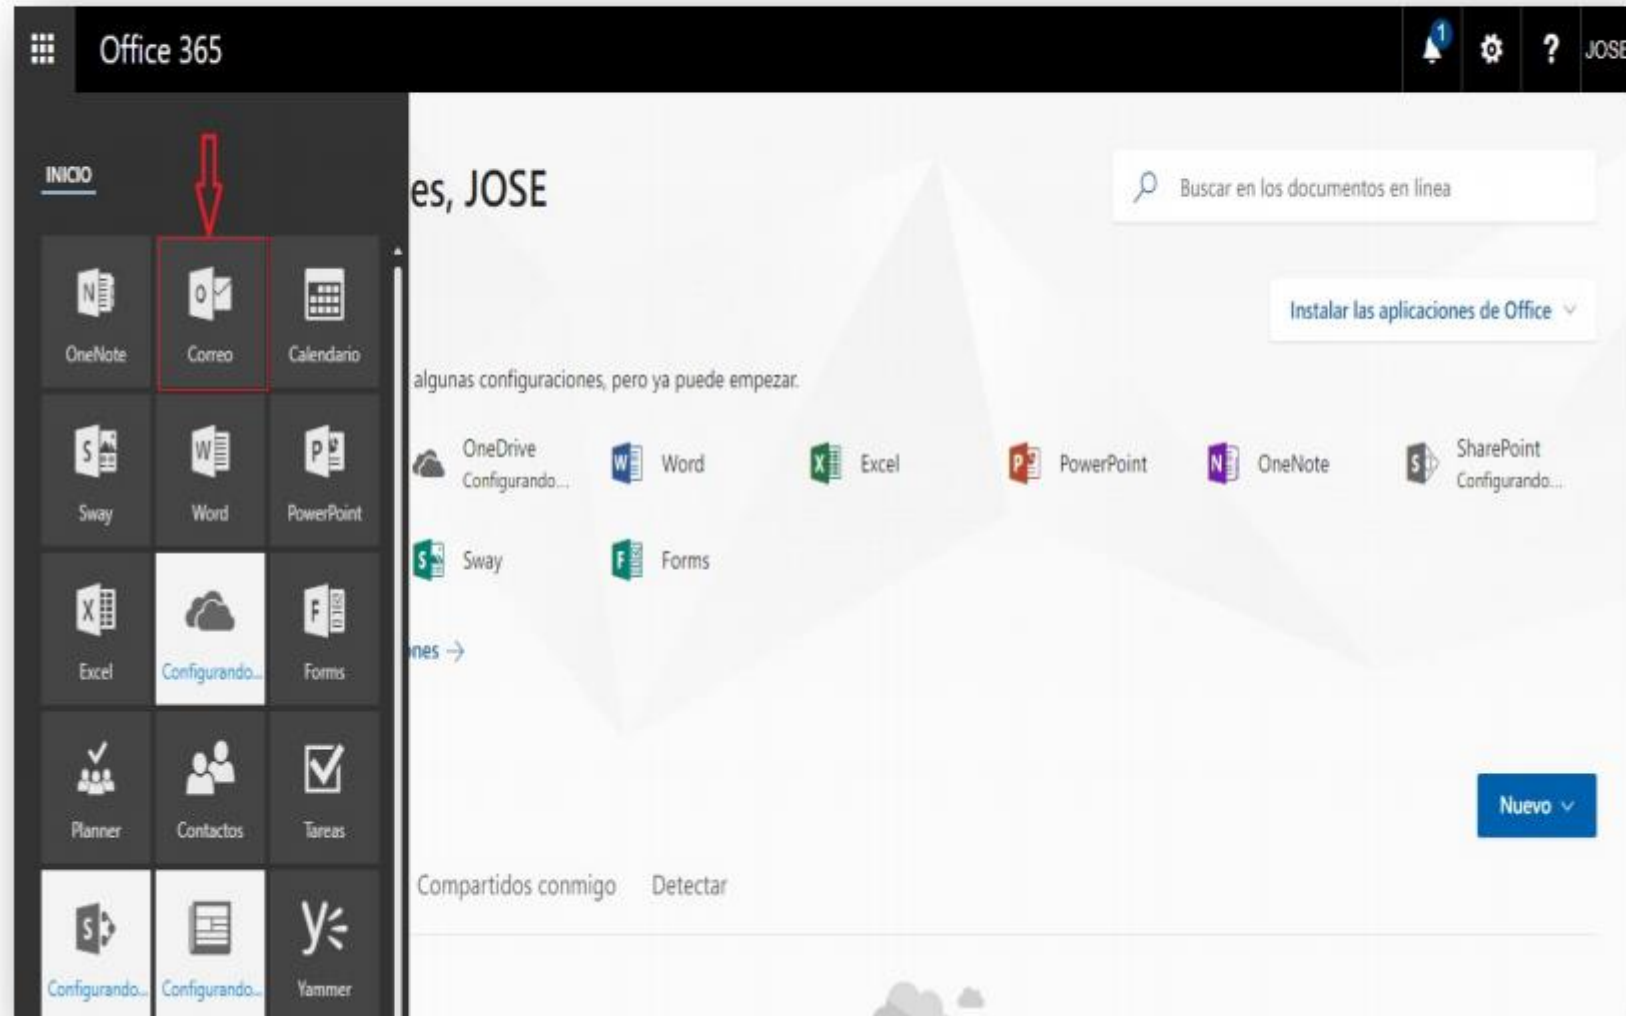 Office 365
1
?
JOSE
INICIO
es, JOSE
Buscar en los documentos en línea
Instalar las aplicaciones de Office
OneNote
Correo
Calendario
algunas configuraciones, pero ya puede empezar.
Sway
Word
PowerPoint
OneDrive
Configurando...
Word
Excel
PowerPoint
OneNote
SharePoint
Configurando...
Sway
Forms
Excel
Configurando...
Forms
nes →
Planner
Contactos
Tareas
Nuevo
Compartidos conmigo
Detectar
Configurando...
Configurando...
Yammer